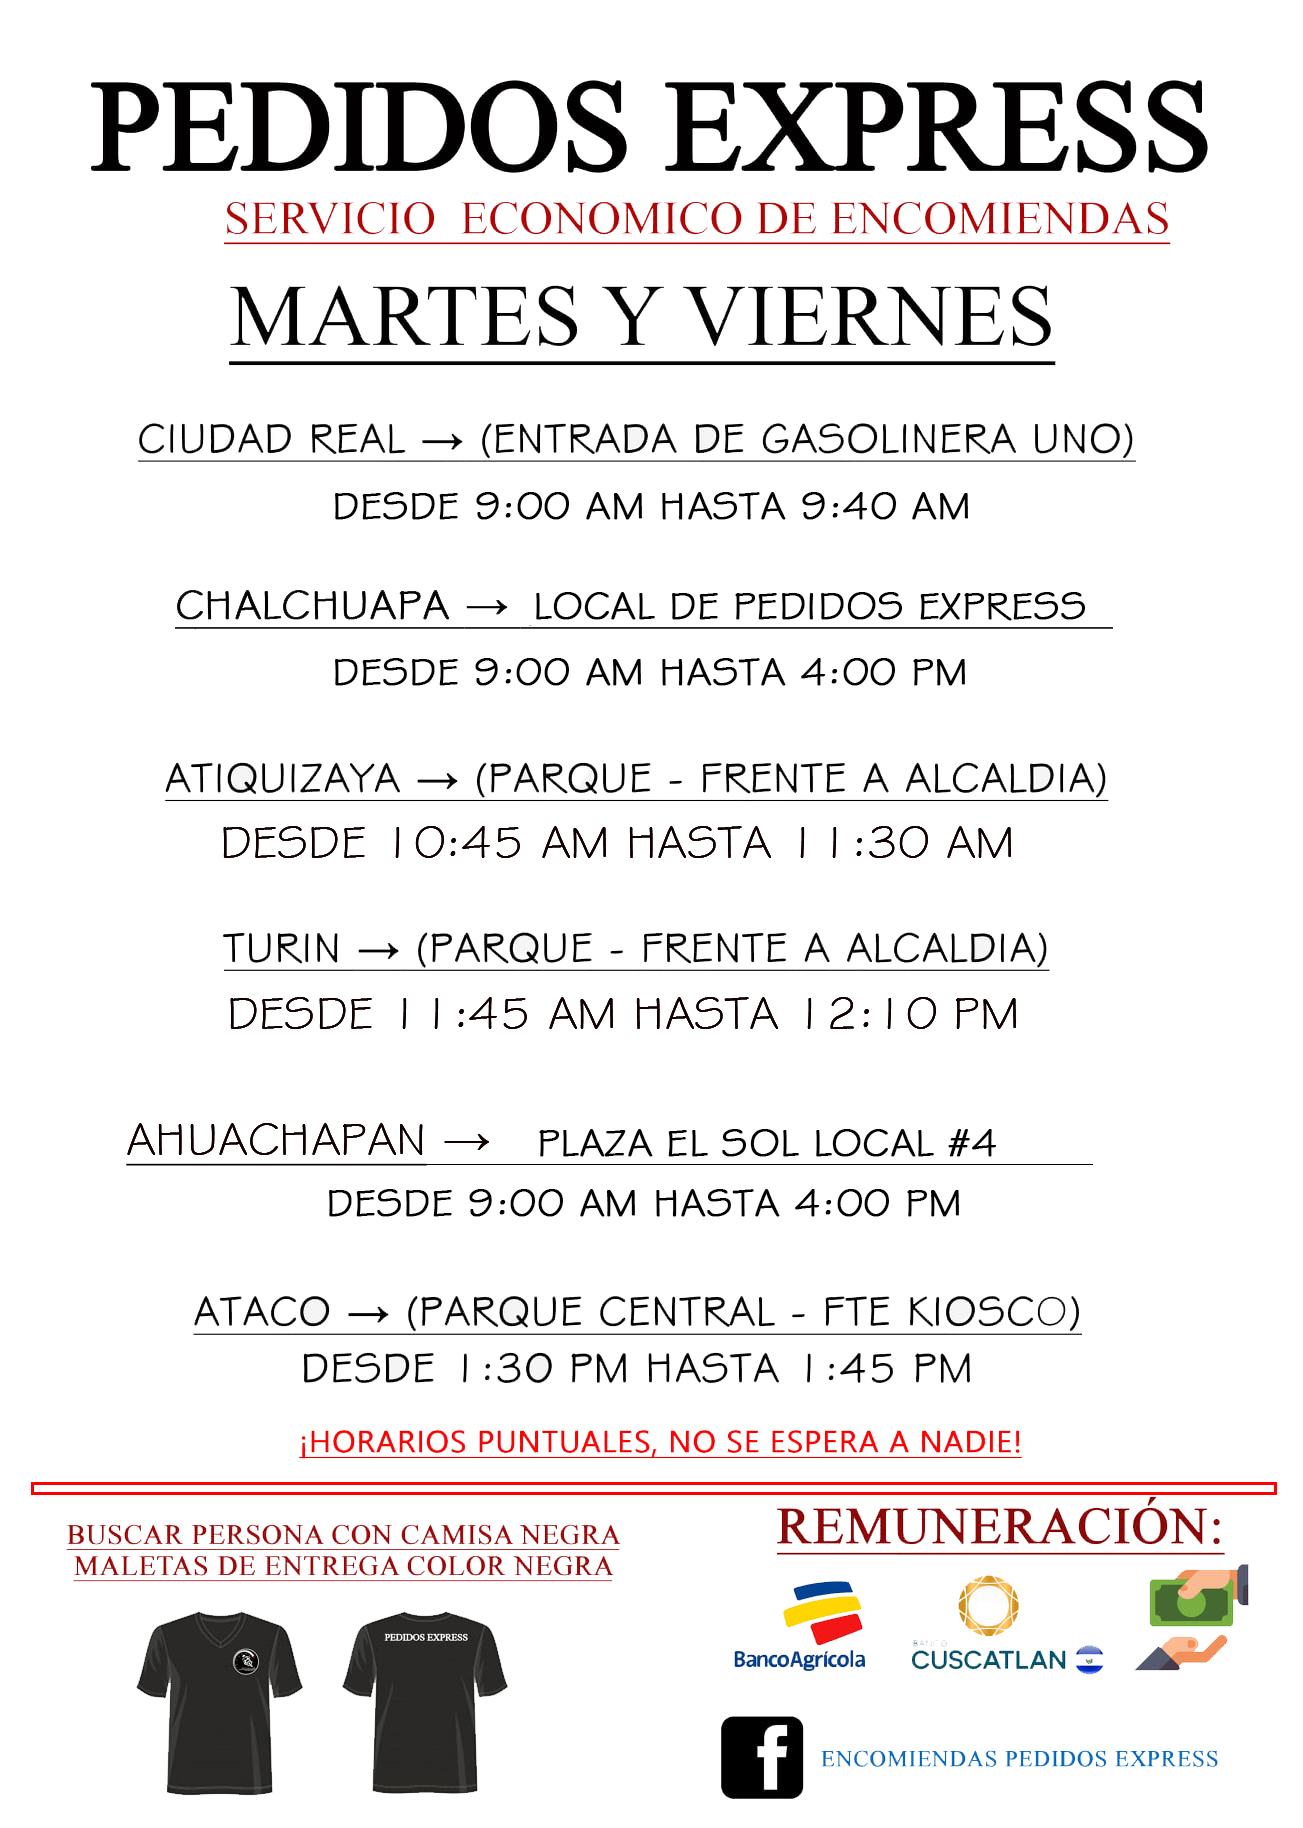 PEDIDOS EXPRESS
SERVICIO ECONOMICO DE ENCOMIENDAS
MARTES Y VIERNES
CIUDAD REAL → (ENTRADA DE GASOLINERA UNO)
DESDE 9:00 AM HASTA 9:40 AM
CHALCHUAPA → LOCAL DE PEDIDOS EXPRESS
DESDE 9:00 AM HASTA 4:00 PM
ATIQUIZAYA → (PARQUE - FRENTE A ALCALDIA)
DESDE 10:45 AM HASTA 11:30 AM
TURIN → (PARQUE - FRENTE A ALCALDIA)
DESDE 11:45 AM HASTA 12:10 PM
AHUACHAPAN → PLAZA EL SOL LOCAL #4
DESDE 9:00 AM HASTA 4:00 PM
ATACO → (PARQUE CENTRAL - FTE KIOSCO)
DESDE 1:30 PM HASTA 1:45 PM
¡HORARIOS PUNTUALES, NO SE ESPERA A NADIE!
BUSCAR PERSONA CON CAMISA NEGRA
MALETAS DE ENTREGA COLOR NEGRA
PEDIDOS EXPRESS
REMUNERACIÓN:
BancoAgrícola
BANCO
CUSCATLAN
f
ENCOMIENDAS PEDIDOS EXPRESS